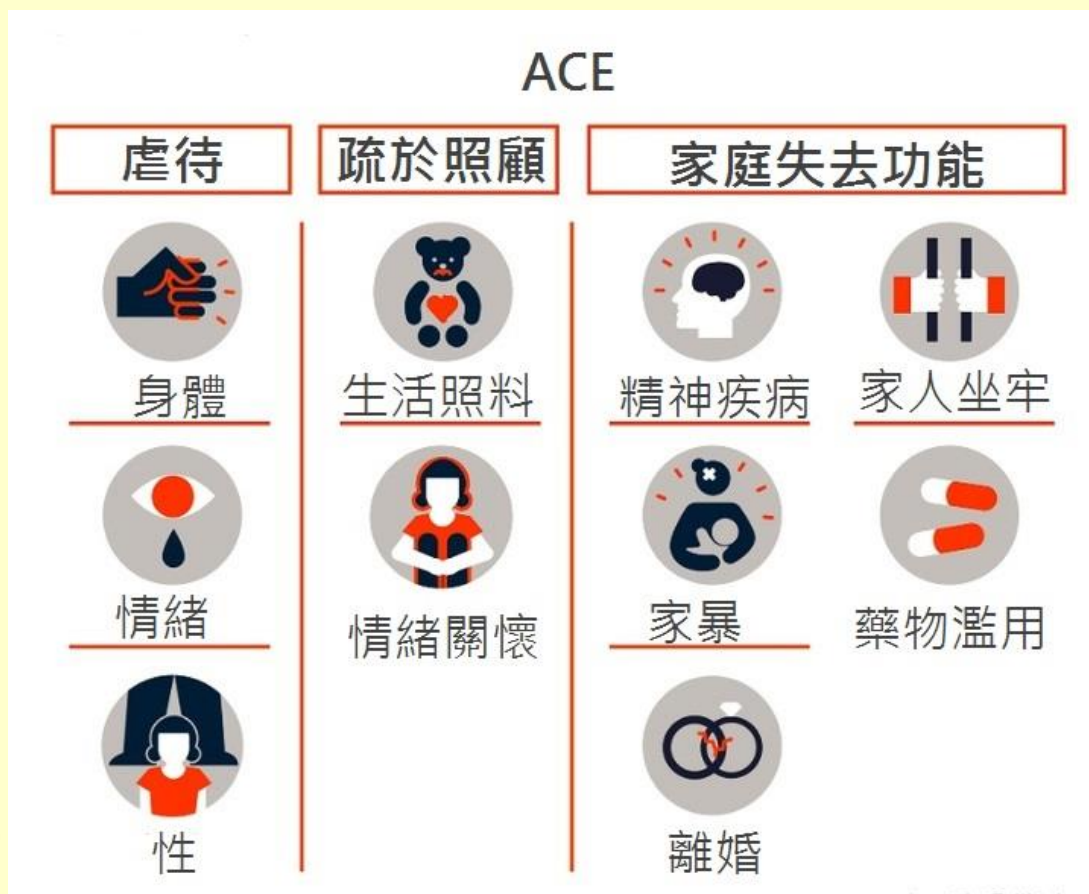 ACE
虐待
疏於照顧
家庭失去功能
身體
生活照料
精神疾病
家人坐牢
情緒
情緒關懷
家暴
藥物濫用
性
離婚